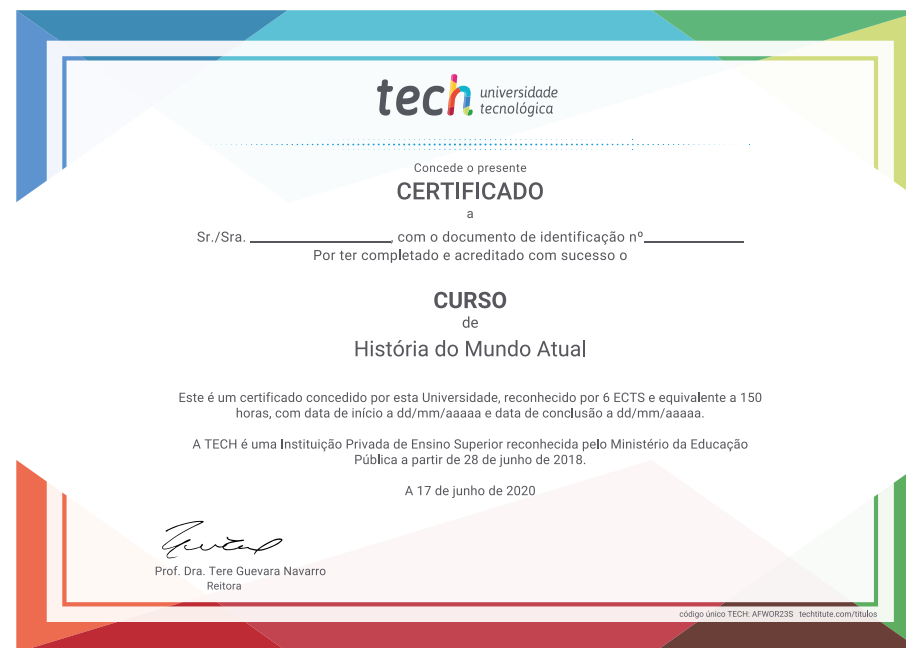 tech universidade
tecnológica
Concede o presente
CERTIFICADO
a
Sr./Sra. ____________________, com o documento de identificação nº______________
Por ter completado e acreditado com sucesso o
CURSO
de
História do Mundo Atual
Este é um certificado concedido por esta Universidade, reconhecido por 6 ECTS e equivalente a 150
horas, com data de início a dd/mm/aaaaa e data de conclusão a dd/mm/aaaaa.
A TECH é uma Instituição Privada de Ensino Superior reconhecida pelo Ministério da Educação
Pública a partir de 28 de junho de 2018.
A 17 de junho de 2020
Prof. Dra. Tere Guevara Navarro
Reitora
código único TECH: AFWOR23S techtitute.com/titulos